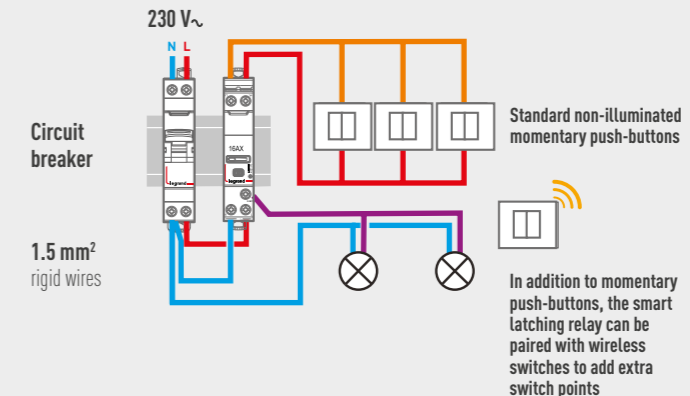 230 V~
N L
Circuit
breaker
16AX
legrand
legrand
Standard non-illuminated
momentary push-buttons
1.5 mm²
rigid wires
In addition to momentary
push-buttons, the smart
latching relay can be
paired with wireless
switches to add extra
switch points